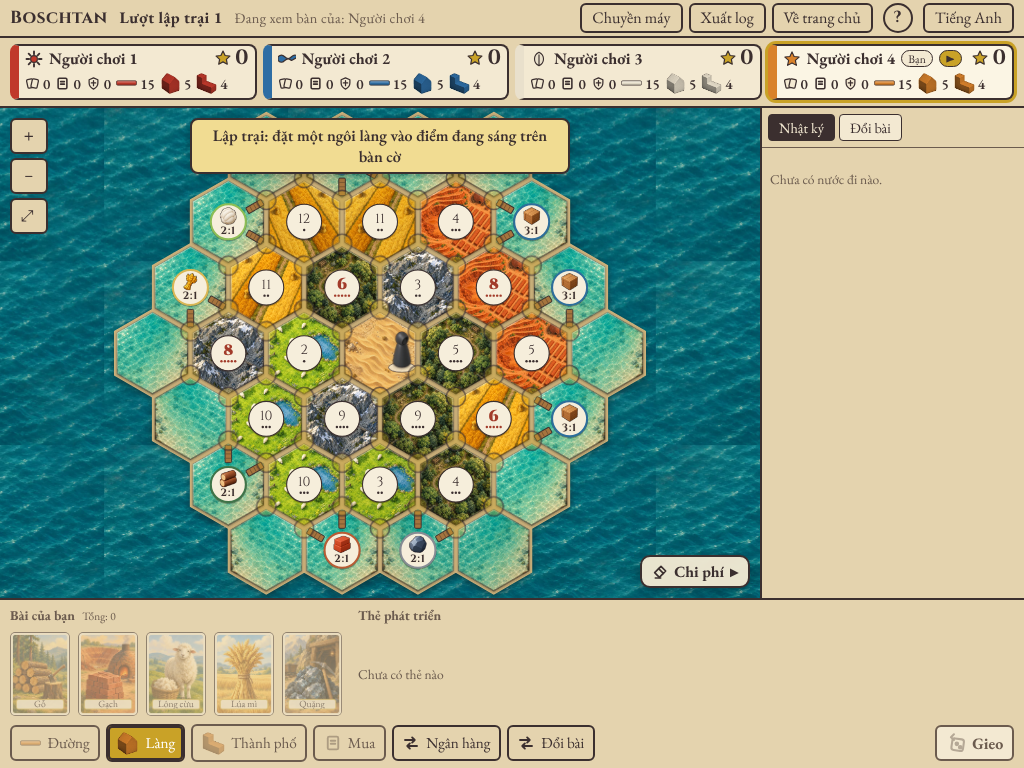 BOSCHTAN Lượt lập trại 1 Đang xem bàn của: Người chơi 4 Chuyền máy Xuất log Về trang chủ ? Tiếng Anh
Người chơi 1 0
0 0 0 15 5 4
Người chơi 2 0
0 0 0 15 5 4
Người chơi 3 0
0 0 0 15 5 4
Người chơi 4 Bạn ▶ 0
0 0 0 15 5 4
+
−
Lập trại: đặt một ngôi làng vào điểm đang sáng trên
bàn cờ
Nhật ký Đổi bài
Chưa có nước đi nào.
2:1 12 11 4 3:1
2:1 11 6 3 8 3:1
8 2 5 5
10 9 9 6 3:1
2:1 10 3 4
2:1 2:1
Chi phí ▶
Bài của bạn Tổng: 0
Gỗ Gạch Lông cừu Lúa mì Quặng
Thẻ phát triển
Chưa có thẻ nào
Đường Làng Thành phố Mua Ngân hàng Đổi bài Gieo